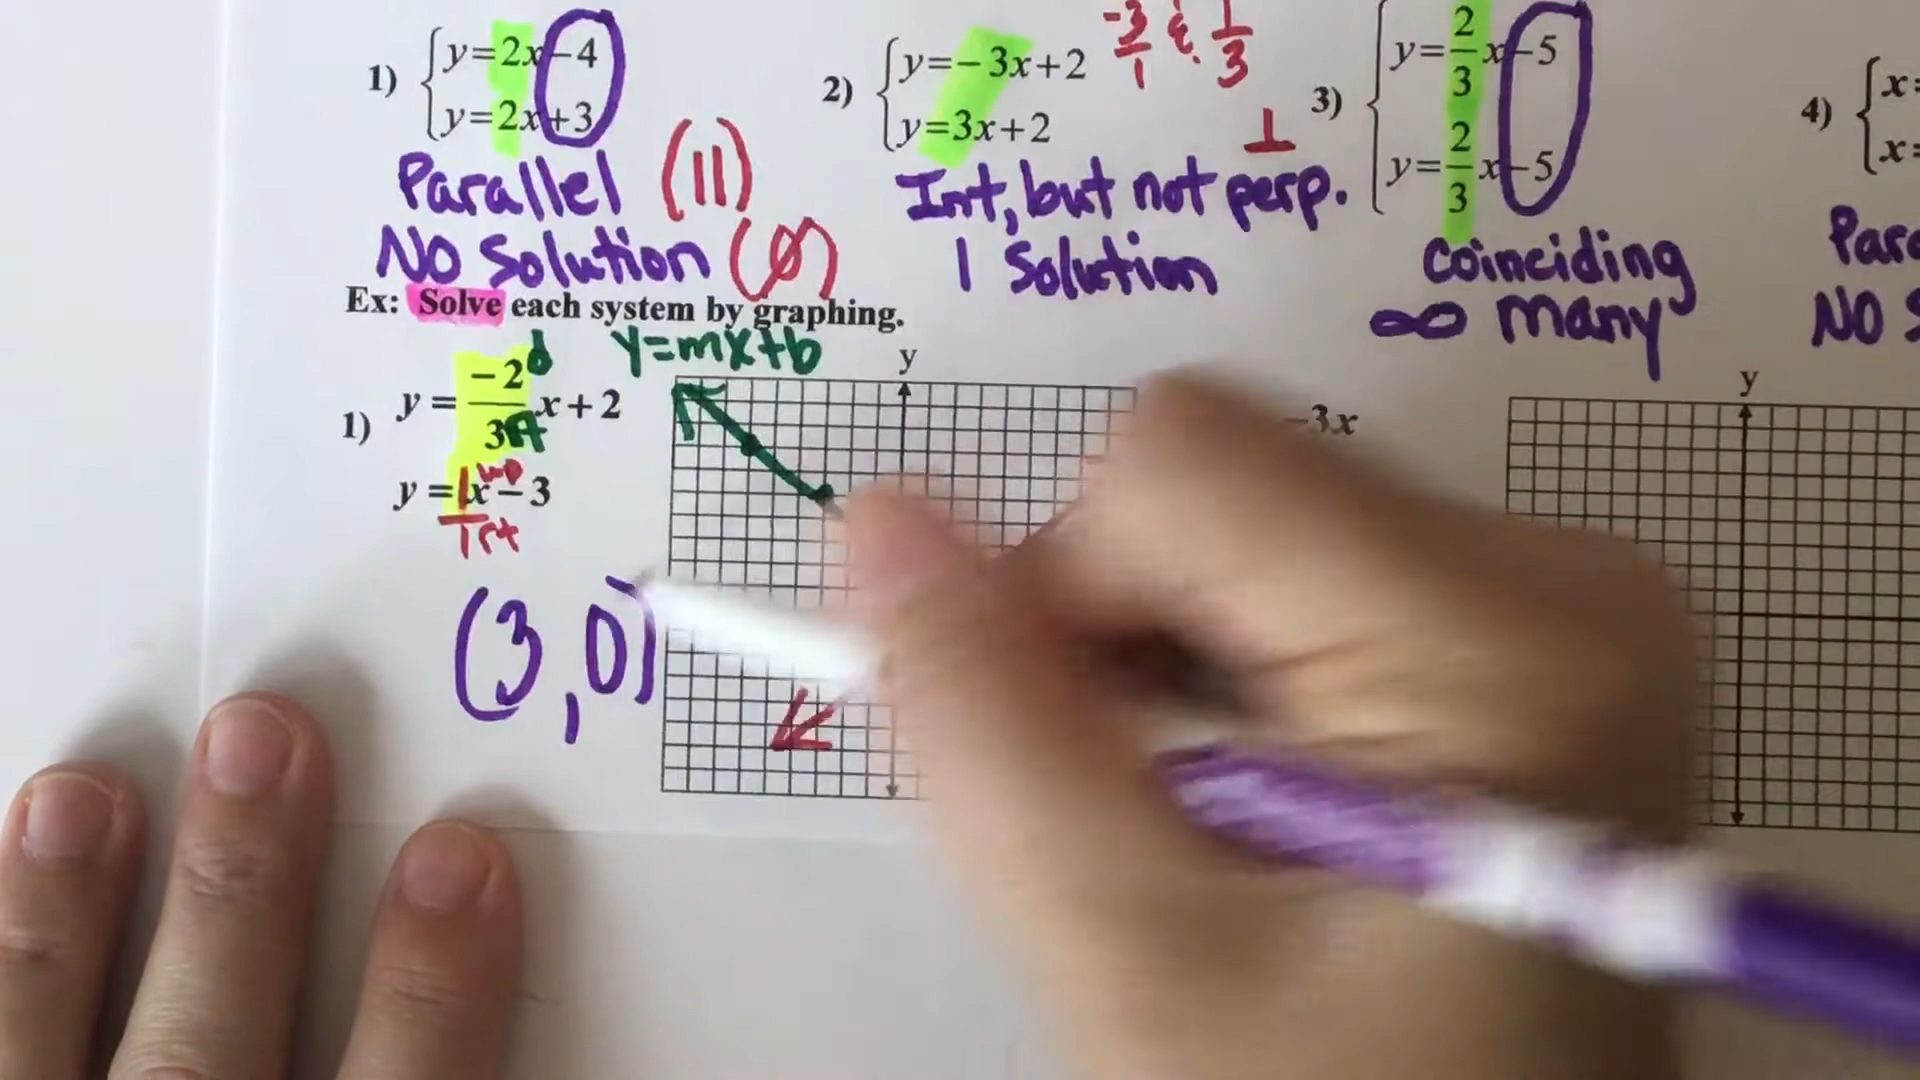 1) y=2x-4
y=2x+3
Parallel (||)
No Solution (∅)
2) y=-3x+2
y=3x+2
-3/1 & 1/3
⊥
Int, but not perp.
1 Solution
3) y=2/3x-5
y=2/3x-5
Coinciding
∞ many
4) x=
x=
Para
No S
Ex: Solve each system by graphing.
y=mx+b
1) y=-2/3x+2
d
y=1x-3
1rt
(3,0)
y
-3x
y